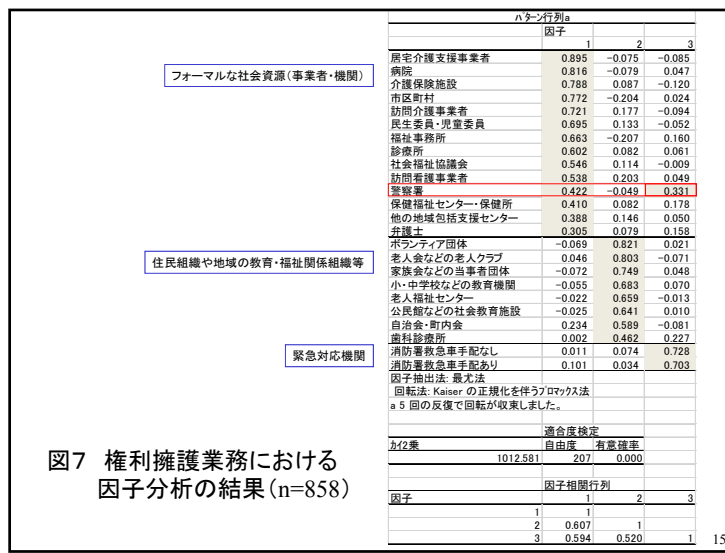 パターン行列a
因子
1 2 3
居宅介護支援事業者 0.895 −0.075 −0.085
病院 0.816 −0.079 0.047
介護保険施設 0.788 0.087 −0.120
市区町村 0.772 −0.204 0.024
訪問介護事業者 0.721 0.177 −0.094
民生委員・児童委員 0.695 0.133 −0.052
福祉事務所 0.663 −0.207 0.160
診療所 0.602 0.082 0.061
社会福祉協議会 0.546 0.114 −0.009
訪問看護事業者 0.538 0.203 0.049
警察署 0.422 −0.049 0.331
保健福祉センター・保健所 0.410 0.082 0.178
他の地域包括支援センター 0.388 0.146 0.050
弁護士 0.305 0.079 0.158
ボランティア団体 −0.069 0.821 0.021
老人会などの老人クラブ 0.046 0.803 −0.071
家族会などの当事者団体 −0.072 0.749 0.048
小・中学校などの教育機関 −0.055 0.683 0.070
老人福祉センター −0.022 0.659 −0.013
公民館などの社会教育施設 −0.025 0.641 0.010
自治会・町内会 0.234 0.589 −0.081
歯科診療所 0.002 0.462 0.227
消防署救急車手配なし 0.011 0.074 0.728
消防署救急車手配あり 0.101 0.034 0.703
因子抽出法: 最尤法
回転法: Kaiser の正規化を伴うプロマックス法
a 5 回の反復で回転が収束しました。
フォーマルな社会資源(事業者・機関)
住民組織や地域の教育・福祉関係組織等
緊急対応機関
適合度検定
カイ2乗 自由度 有意確率
1012.581 207 0.000
因子相関行列
因子 1 2 3
1 1
2 0.607 1
3 0.594 0.520 1
図7 権利擁護業務における
因子分析の結果(n=858)
15